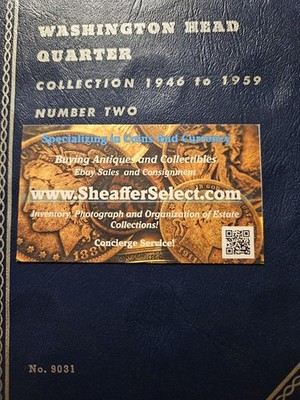 WASHINGTON HEAD
QUARTER
COLLECTION 1946 to 1959
NUMBER TWO
Specializing in Coins And Currency
Buying Antiques and Collectibles
Ebay Sales and Consignment
www.SheafferSelect.com
Inventory, Photograph and Organization of Estate
Collections!
Concierge Service!
No. 9031